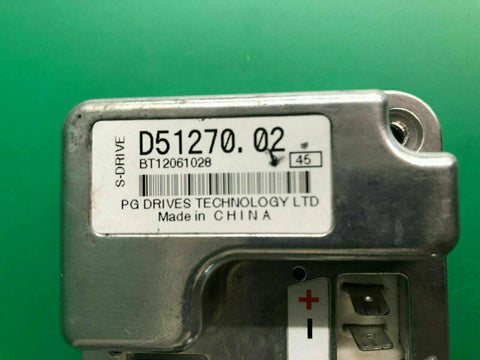 S-DRIVE
D51270.02
BT12061028
45
PG DRIVES TECHNOLOGY LTD
Made in CHINA
+
−